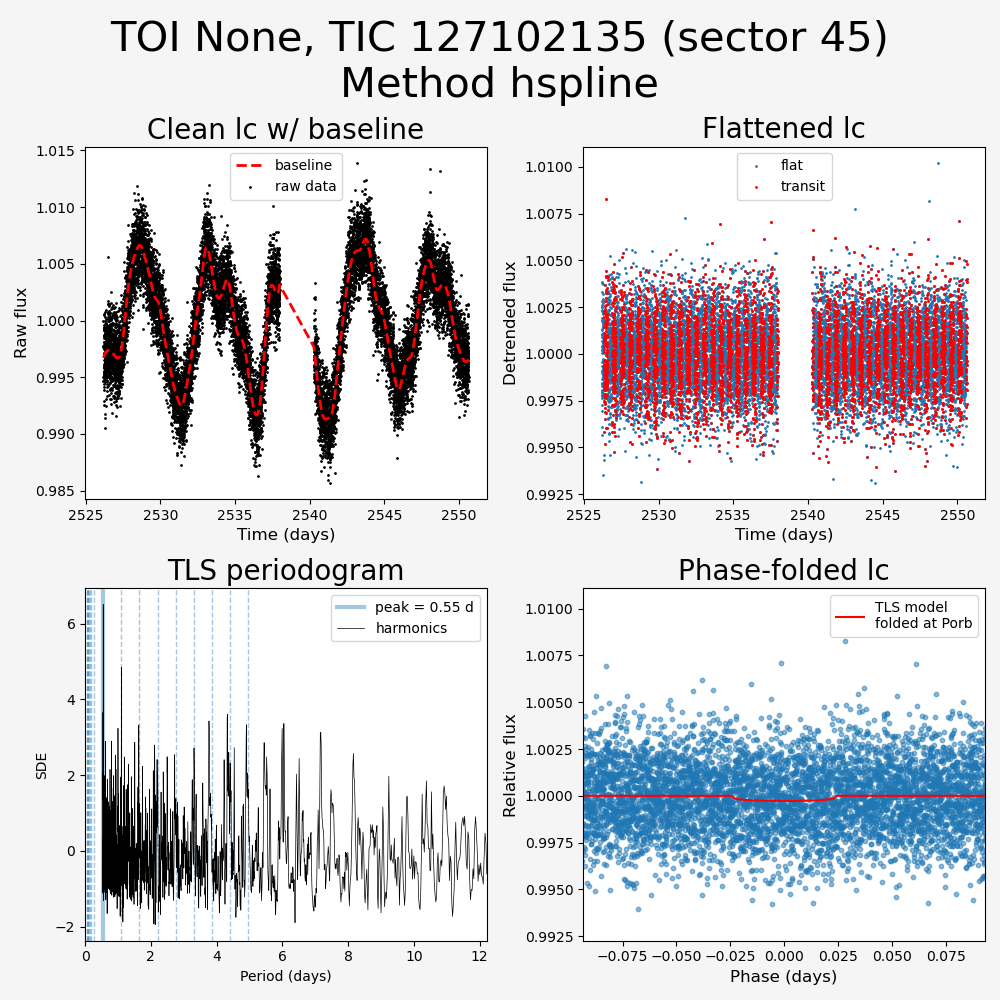 TOI None, TIC 127102135 (sector 45)
Method hspline
Clean lc w/ baseline
baseline
raw data
1.015
1.010
1.005
1.000
0.995
0.990
0.985
Raw flux
2525
2530
2535
2540
2545
2550
Time (days)
Flattened lc
flat
transit
1.0100
1.0075
1.0050
1.0025
1.0000
0.9975
0.9950
0.9925
Detrended flux
2525
2530
2535
2540
2545
2550
Time (days)
TLS periodogram
peak = 0.55 d
harmonics
6
4
2
0
−2
SDE
0
2
4
6
8
10
12
Period (days)
Phase-folded lc
TLS model
folded at Porb
1.0100
1.0075
1.0050
1.0025
1.0000
0.9975
0.9950
0.9925
Relative flux
−0.075
−0.050
−0.025
0.000
0.025
0.050
0.075
Phase (days)